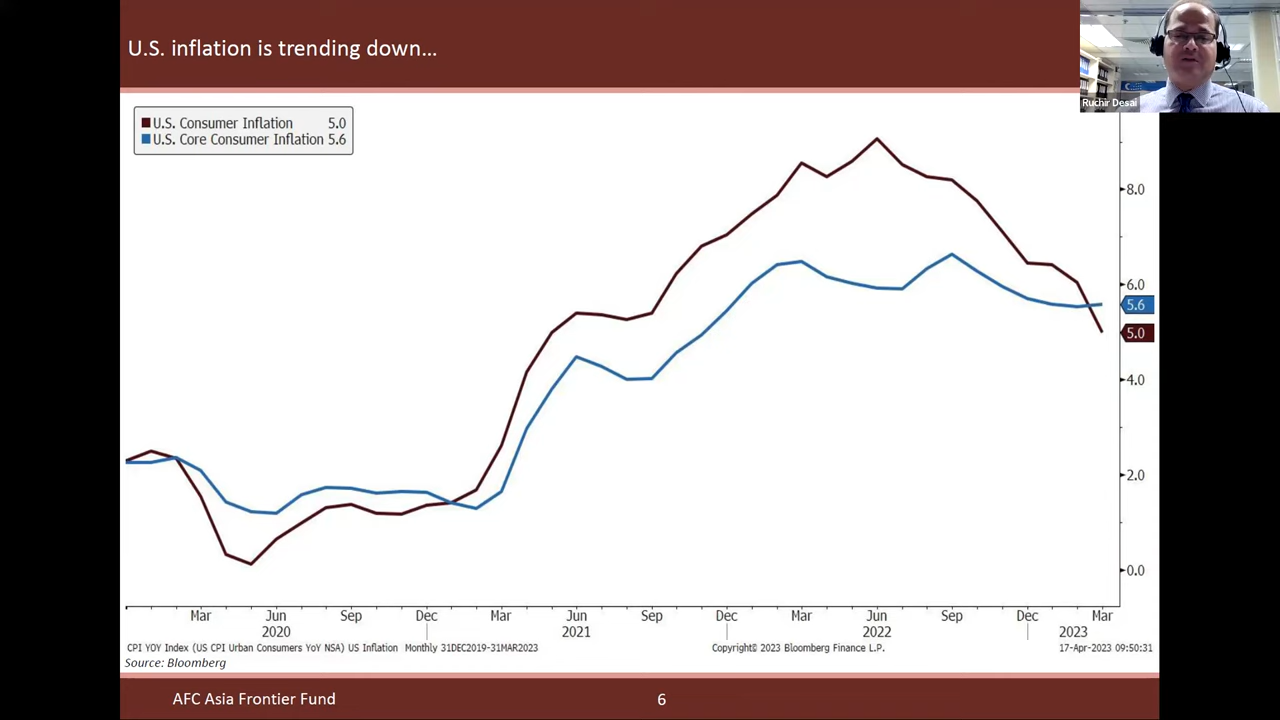 U.S. inflation is trending down...
Ruchir Desai
U.S. Consumer Inflation 5.0
U.S. Core Consumer Inflation 5.6
8.0
6.0
5.6
5.0
4.0
2.0
0.0
Mar Jun Sep Dec Mar Jun Sep Dec Mar Jun Sep Dec Mar
2020 2021 2022 2023
CPI YOY Index (US CPI Urban Consumers YoY NSA) US Inflation Monthly 31DEC2019-31MAR2023 Copyright© 2023 Bloomberg Finance L.P. 17-Apr-2023 09:50:31
Source: Bloomberg
AFC Asia Frontier Fund 6